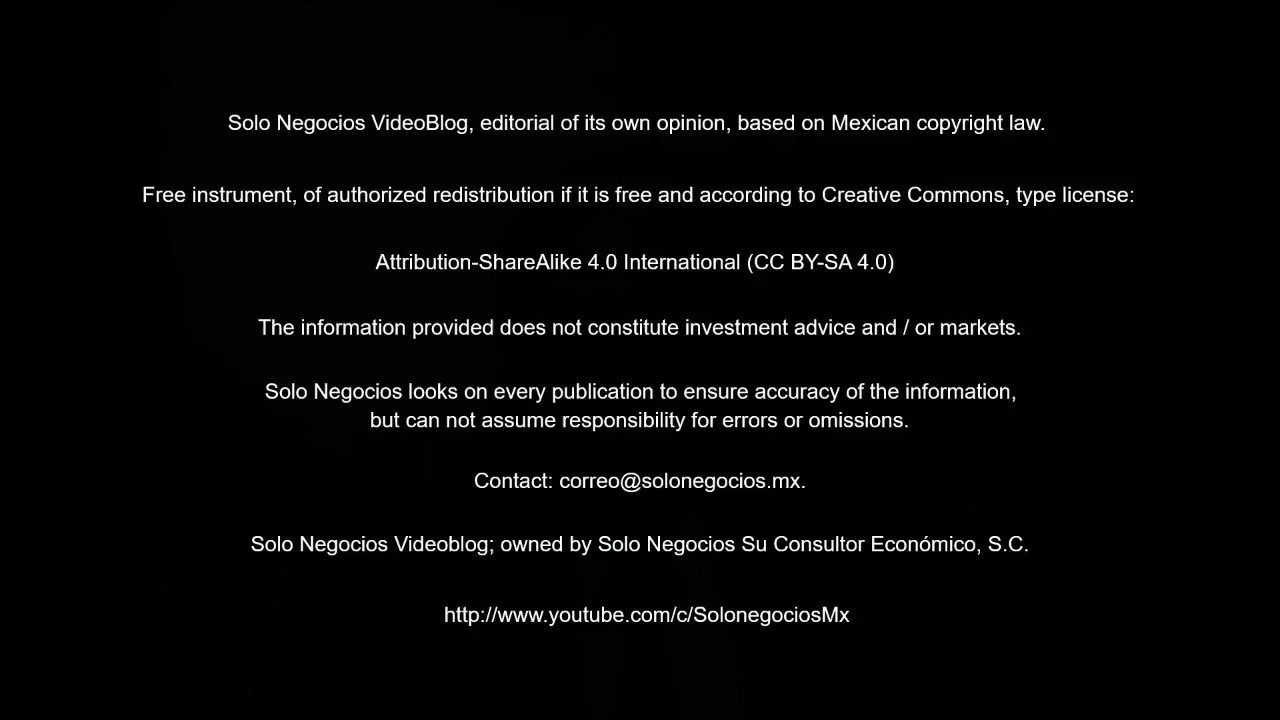 Solo Negocios VideoBlog, editorial of its own opinion, based on Mexican copyright law.
Free instrument, of authorized redistribution if it is free and according to Creative Commons, type license:
Attribution-ShareAlike 4.0 International (CC BY-SA 4.0)
The information provided does not constitute investment advice and / or markets.
Solo Negocios looks on every publication to ensure accuracy of the information,
but can not assume responsibility for errors or omissions.
Contact: correo@solonegocios.mx.
Solo Negocios Videoblog; owned by Solo Negocios Su Consultor Económico, S.C.
http://www.youtube.com/c/SolonegociosMx